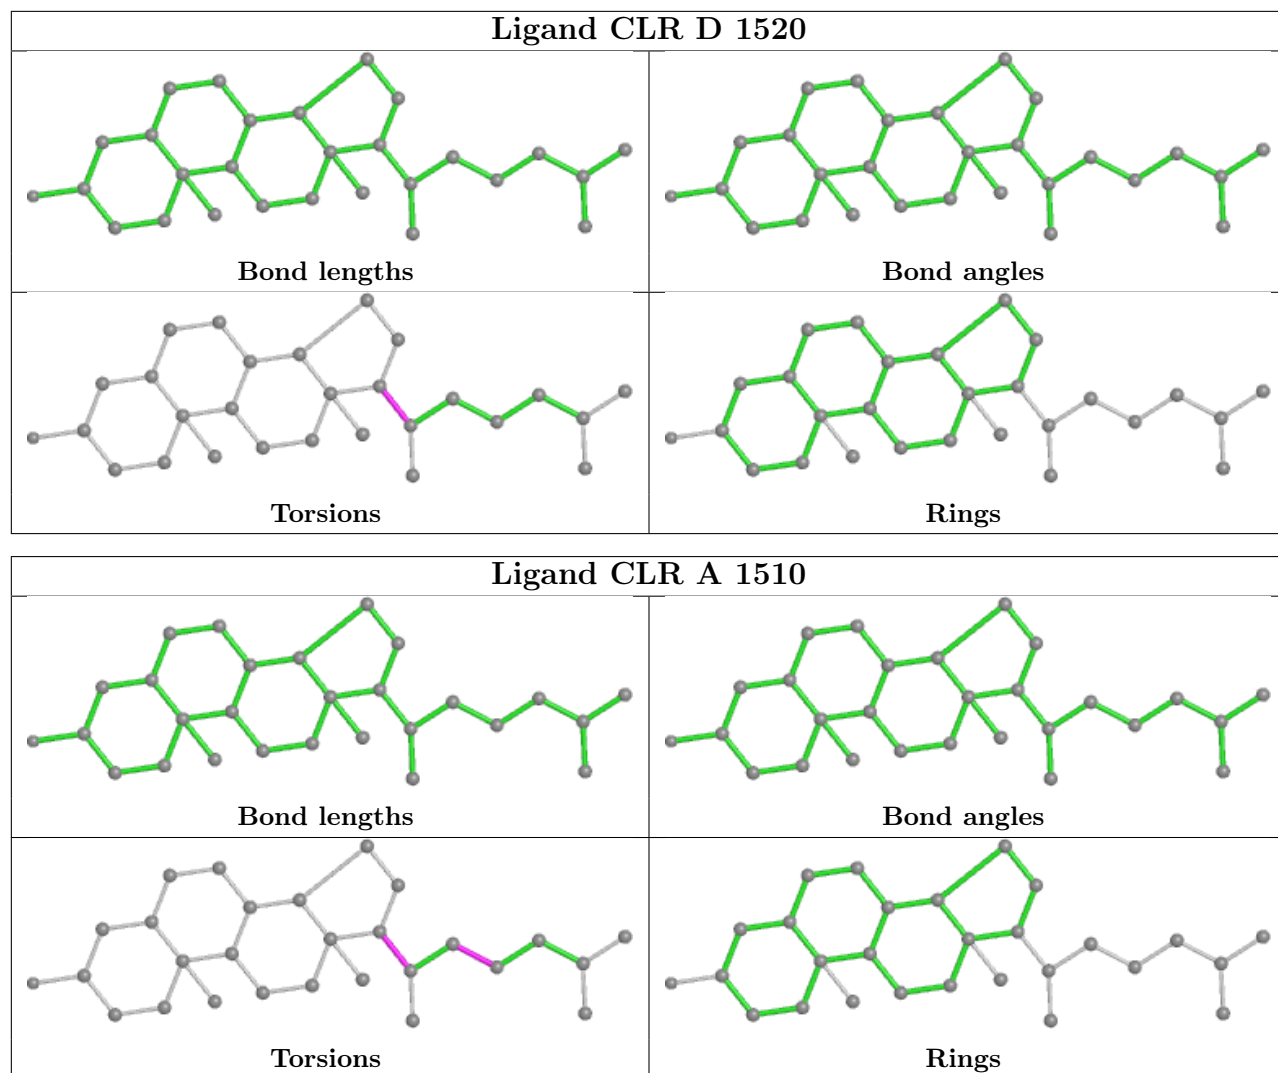 Ligand CLR D 1520
Bond lengths
Bond angles
Torsions
Rings
Ligand CLR A 1510
Bond lengths
Bond angles
Torsions
Rings